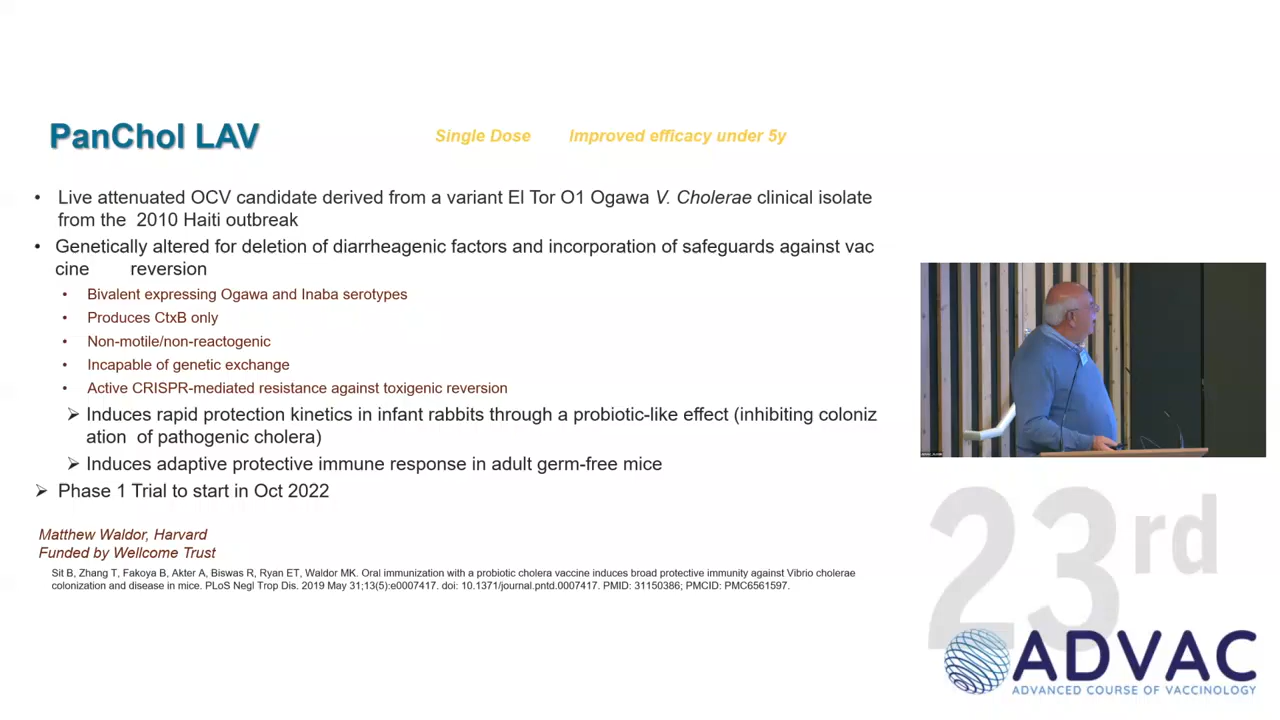 PanChol LAV
Single Dose Improved efficacy under 5y
• Live attenuated OCV candidate derived from a variant El Tor O1 Ogawa V. Cholerae clinical isolate
from the 2010 Haiti outbreak
• Genetically altered for deletion of diarrheagenic factors and incorporation of safeguards against vac
cine reversion
• Bivalent expressing Ogawa and Inaba serotypes
• Produces CtxB only
• Non-motile/non-reactogenic
• Incapable of genetic exchange
• Active CRISPR-mediated resistance against toxigenic reversion
➢ Induces rapid protection kinetics in infant rabbits through a probiotic-like effect (inhibiting coloniz
ation of pathogenic cholera)
➢ Induces adaptive protective immune response in adult germ-free mice
➢ Phase 1 Trial to start in Oct 2022
Matthew Waldor, Harvard
Funded by Wellcome Trust
Sit B, Zhang T, Fakoya B, Akter A, Biswas R, Ryan ET, Waldor MK. Oral immunization with a probiotic cholera vaccine induces broad protective immunity against Vibrio cholerae
colonization and disease in mice. PLoS Negl Trop Dis. 2019 May 31;13(5):e0007417. doi: 10.1371/journal.pntd.0007417. PMID: 31150386; PMCID: PMC6561597.
23rd
ADVAC
ADVANCED COURSE OF VACCINOLOGY